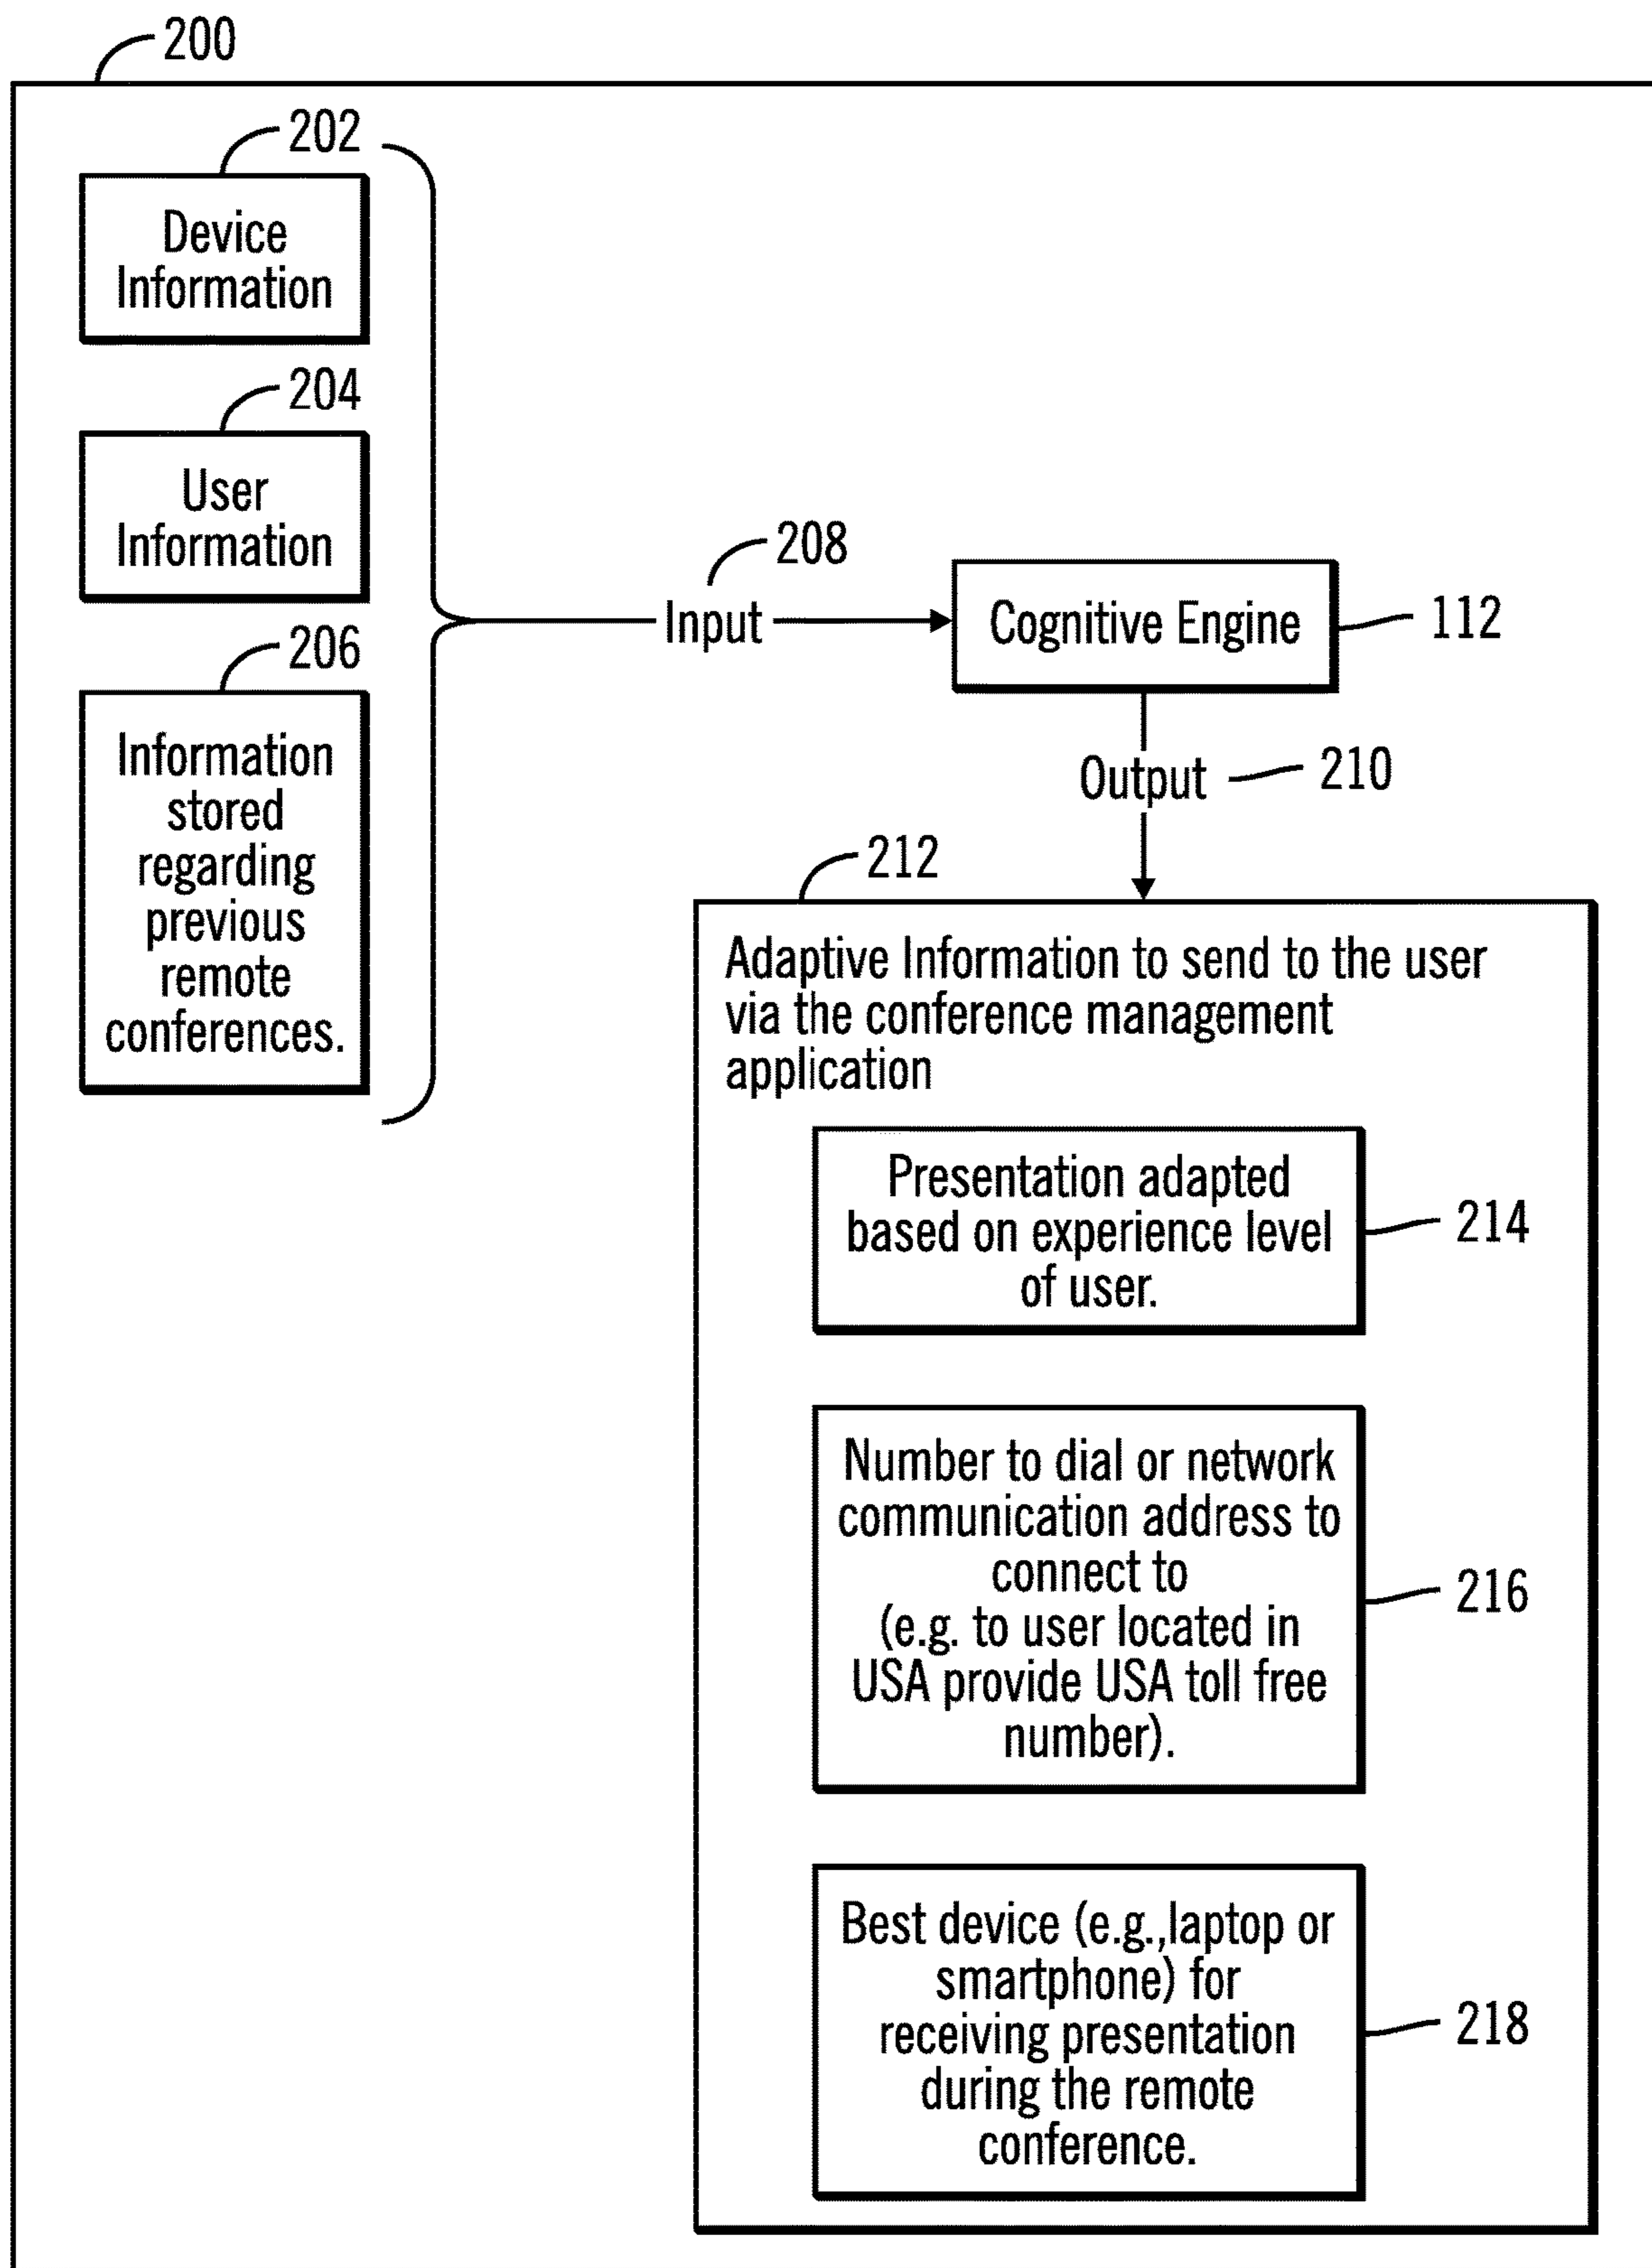 200
202
Device
Information
204
User
Information
206
Information
stored
regarding
previous
remote
conferences.
208
Input
Cognitive Engine
112
Output
210
212
Adaptive Information to send to the user
via the conference management
application
Presentation adapted
based on experience level
of user.
214
Number to dial or network
communication address to
connect to
(e.g. to user located in
USA provide USA toll free
number).
216
Best device (e.g.,laptop or
smartphone) for
receiving presentation
during the remote
conference.
218